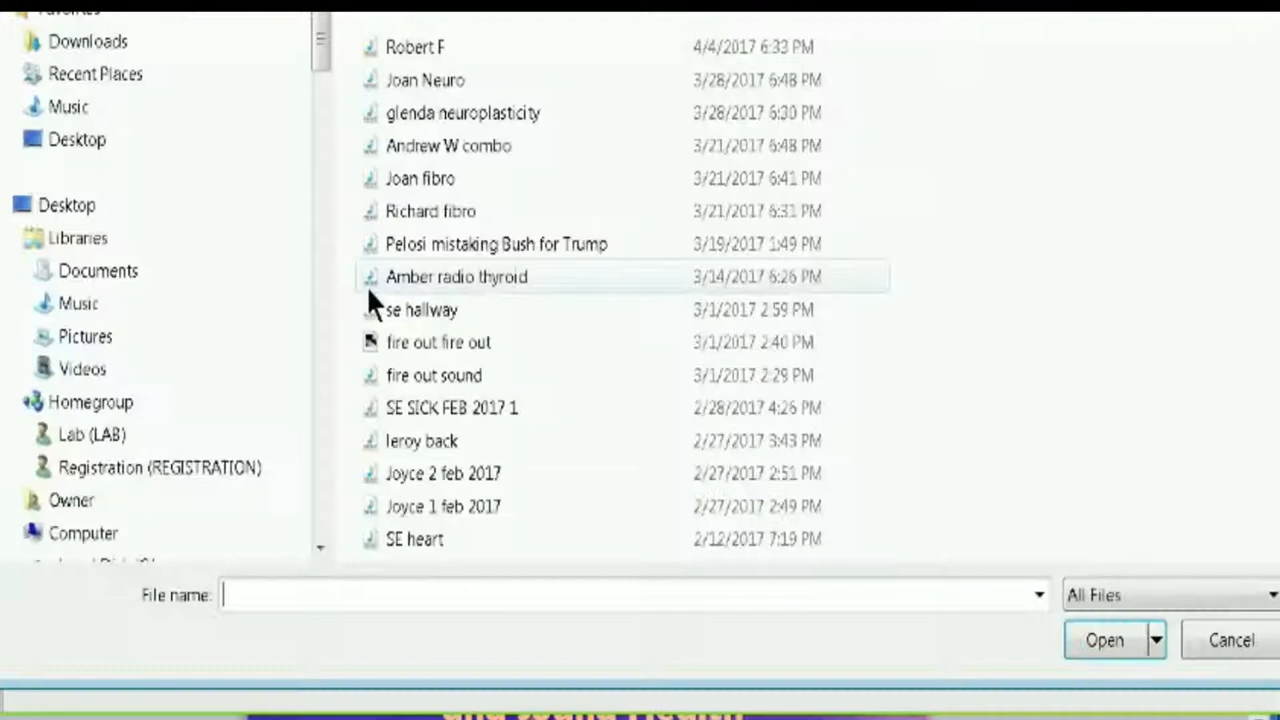 Favorites
Downloads
Recent Places
Music
Desktop
Desktop
Libraries
Documents
Music
Pictures
Videos
Homegroup
Lab (LAB)
Registration (REGISTRATION)
Owner
Computer
Robert F 4/4/2017 6:33 PM
Joan Neuro 3/28/2017 6:48 PM
glenda neuroplasticity 3/28/2017 6:30 PM
Andrew W combo 3/21/2017 6:48 PM
Joan fibro 3/21/2017 6:41 PM
Richard fibro 3/21/2017 6:31 PM
Pelosi mistaking Bush for Trump 3/19/2017 1:49 PM
Amber radio thyroid 3/14/2017 6:26 PM
se hallway 3/1/2017 2:59 PM
fire out fire out 3/1/2017 2:40 PM
fire out sound 3/1/2017 2:29 PM
SE SICK FEB 2017 1 2/28/2017 4:26 PM
leroy back 2/27/2017 3:43 PM
Joyce 2 feb 2017 2/27/2017 2:51 PM
Joyce 1 feb 2017 2/27/2017 2:49 PM
SE heart 2/12/2017 7:19 PM
File name: All Files
Open Cancel
and Sound Health